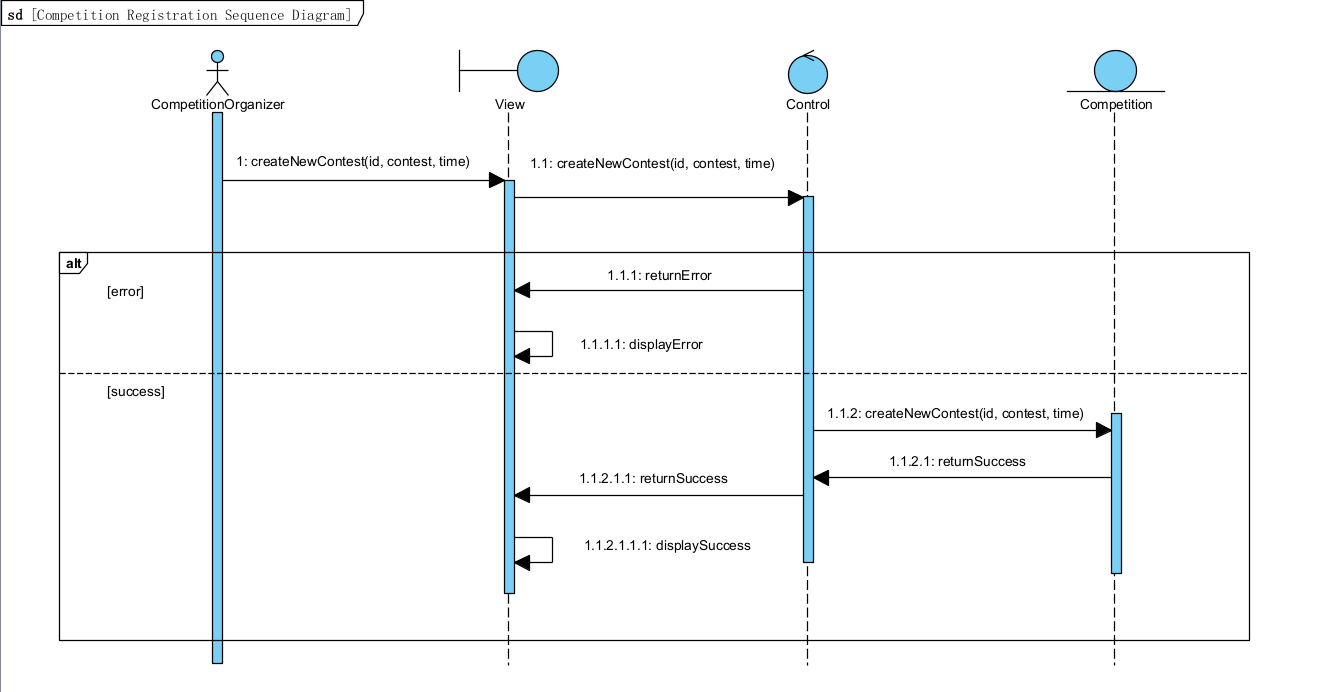 sd [Competition Registration Sequence Diagram]
CompetitionOrganizer
View
Control
Competition
1: createNewContest(id, contest, time)
1.1: createNewContest(id, contest, time)
alt
[error]
1.1.1: returnError
1.1.1.1: displayError
[success]
1.1.2: createNewContest(id, contest, time)
1.1.2.1: returnSuccess
1.1.2.1.1: returnSuccess
1.1.2.1.1.1: displaySuccess